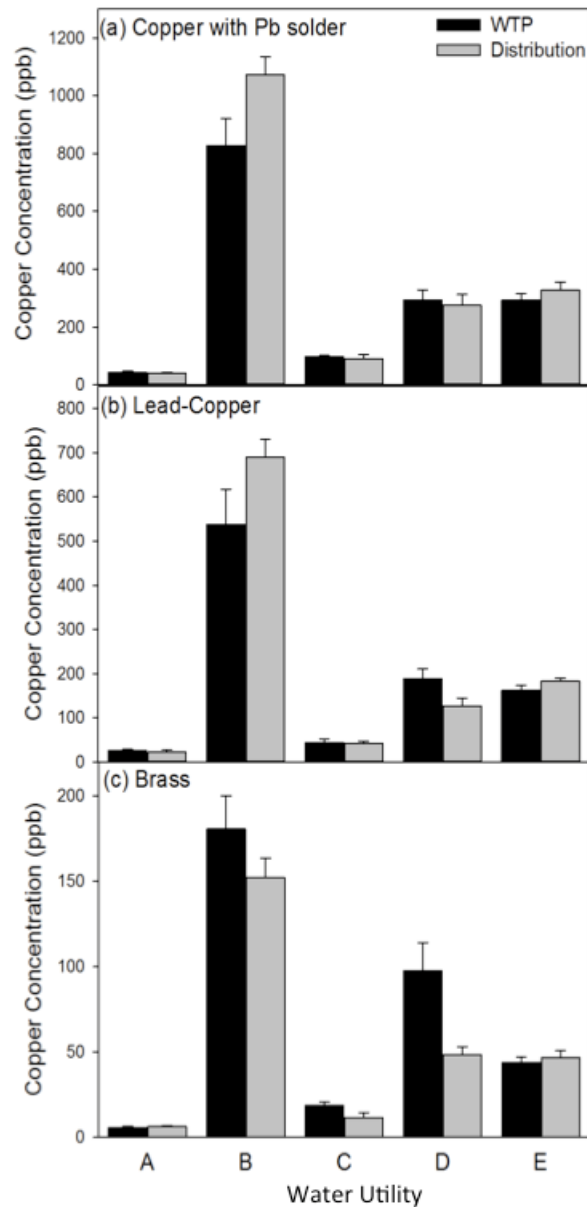 (a) Copper with Pb solder
WTP
Distribution
Copper Concentration (ppb)
1200
1000
800
600
400
200
0
(b) Lead-Copper
Copper Concentration (ppb)
800
700
600
500
400
300
200
100
0
(c) Brass
Copper Concentration (ppb)
200
150
100
50
0
A B C D E
Water Utility